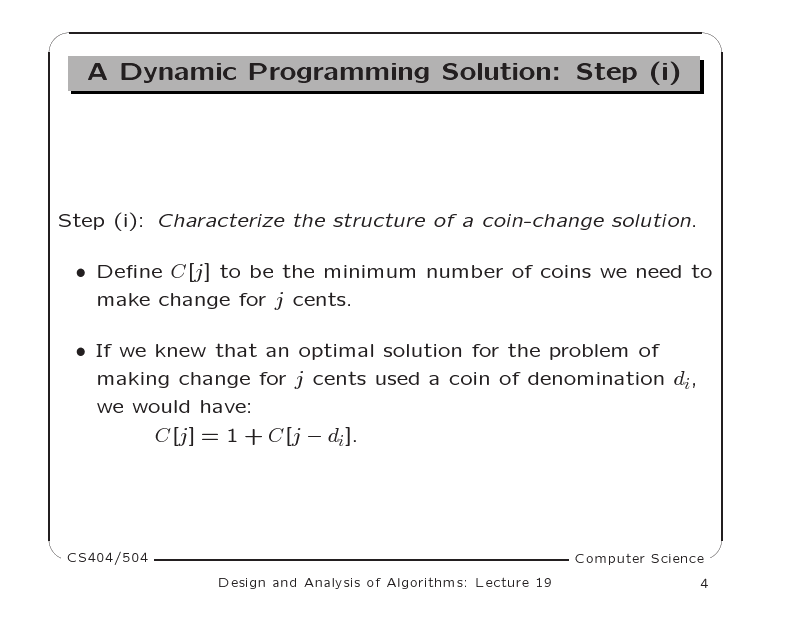 A Dynamic Programming Solution: Step (i)
Step (i): Characterize the structure of a coin-change solution.
• Define C[j] to be the minimum number of coins we need to
make change for j cents.
• If we knew that an optimal solution for the problem of
making change for j cents used a coin of denomination dᵢ,
we would have:
C[j] = 1 + C[j − dᵢ].
CS404/504
Computer Science
Design and Analysis of Algorithms: Lecture 19
4